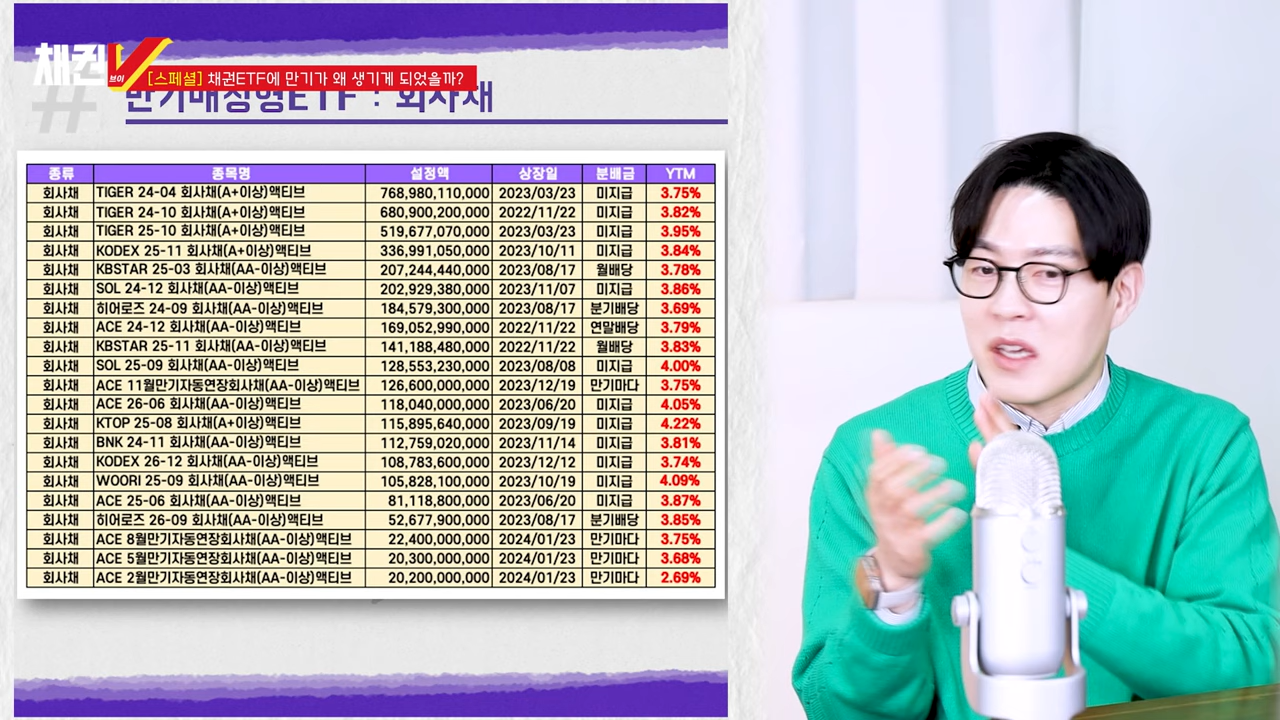 채권V
브이
[스페셜] 채권ETF에 만기가 왜 생기게 되었을까?
#
만기매칭형ETF : 회사채
종류 종목명 설정액 상장일 분배금 YTM
회사채 TIGER 24-04 회사채(A+이상)액티브 768,980,110,000 2023/03/23 미지급 3.75%
회사채 TIGER 24-10 회사채(A+이상)액티브 680,900,200,000 2022/11/22 미지급 3.82%
회사채 TIGER 25-10 회사채(A+이상)액티브 519,677,070,000 2023/03/23 미지급 3.95%
회사채 KODEX 25-11 회사채(A+이상)액티브 336,991,050,000 2023/10/11 미지급 3.84%
회사채 KBSTAR 25-03 회사채(AA-이상)액티브 207,244,440,000 2023/08/17 월배당 3.78%
회사채 SOL 24-12 회사채(AA-이상)액티브 202,929,380,000 2023/11/07 미지급 3.86%
회사채 히어로즈 24-09 회사채(AA-이상)액티브 184,579,300,000 2023/08/17 분기배당 3.69%
회사채 ACE 24-12 회사채(AA-이상)액티브 169,052,990,000 2022/11/22 연말배당 3.79%
회사채 KBSTAR 25-11 회사채(AA-이상)액티브 141,188,480,000 2022/11/22 월배당 3.83%
회사채 SOL 25-09 회사채(AA-이상)액티브 128,553,230,000 2023/08/08 미지급 4.00%
회사채 ACE 11월만기자동연장회사채(AA-이상)액티브 126,600,000,000 2023/12/19 만기마다 3.75%
회사채 ACE 26-06 회사채(AA-이상)액티브 118,040,000,000 2023/06/20 미지급 4.05%
회사채 KTOP 25-08 회사채(A+이상)액티브 115,895,640,000 2023/09/19 미지급 4.22%
회사채 BNK 24-11 회사채(AA-이상)액티브 112,759,020,000 2023/11/14 미지급 3.81%
회사채 KODEX 26-12 회사채(AA-이상)액티브 108,783,600,000 2023/12/12 미지급 3.74%
회사채 WOORI 25-09 회사채(AA-이상)액티브 105,828,100,000 2023/10/19 미지급 4.09%
회사채 ACE 25-06 회사채(AA-이상)액티브 81,118,800,000 2023/06/20 미지급 3.87%
회사채 히어로즈 26-09 회사채(AA-이상)액티브 52,677,900,000 2023/08/17 분기배당 3.85%
회사채 ACE 8월만기자동연장회사채(AA-이상)액티브 22,400,000,000 2024/01/23 만기마다 3.75%
회사채 ACE 5월만기자동연장회사채(AA-이상)액티브 20,300,000,000 2024/01/23 만기마다 3.68%
회사채 ACE 2월만기자동연장회사채(AA-이상)액티브 20,200,000,000 2024/01/23 만기마다 2.69%